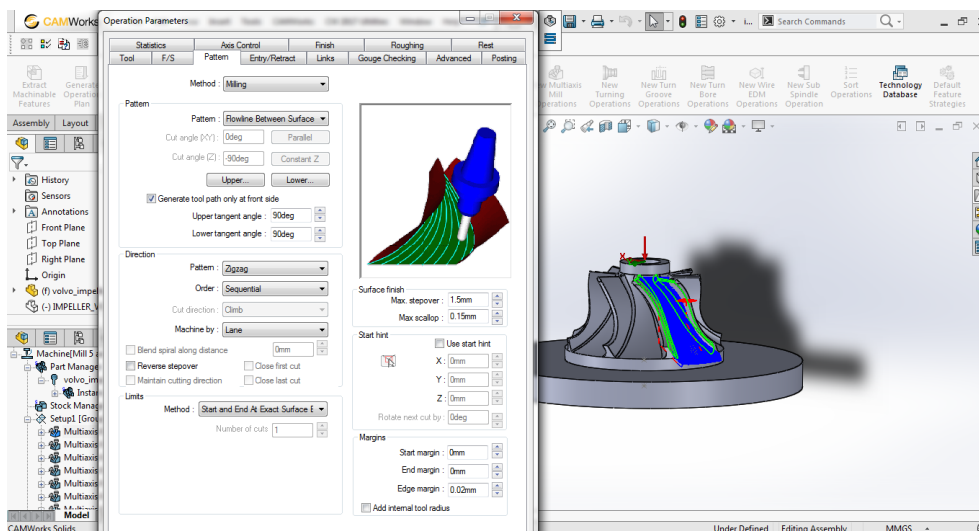 CAMWorks
Operation Parameters
Search Commands
Statistics
Axis Control
Finish
Roughing
Rest
Tool
F/S
Pattern
Entry/Retract
Links
Gouge Checking
Advanced
Posting
Method : Milling
Pattern
Pattern : Flowline Between Surface
Cut angle (XY) : 0deg
Parallel
Cut angle (Z) : -90deg
Constant Z
Upper...
Lower...
Generate tool path only at front side
Upper tangent angle : 90deg
Lower tangent angle : 90deg
Direction
Pattern : Zigzag
Order : Sequential
Cut direction : Climb
Machine by : Lane
Blend spiral along distance
0mm
Reverse stepover
Close first cut
Maintain cutting direction
Close last cut
Limits
Method : Start and End At Exact Surface E
Number of cuts : 1
Surface finish
Max. stepover : 1.5mm
Max scallop : 0.15mm
Start hint
Use start hint
X : 0mm
Y : 0mm
Z : 0mm
Rotate next cut by : 0deg
Margins
Start margin : 0mm
End margin : 0mm
Edge margin : 0.02mm
Add internal tool radius
Extract Machinable Features
Generate Operation Plan
Assembly
Layout
History
Sensors
Annotations
Front Plane
Top Plane
Right Plane
Origin
(f) volvo_impeller
(-) IMPELLER_V
Machine[Mill 5
Part Manage
volvo_im
Instan
Stock Manag
Setup1 [Grou
Multiaxis
Multiaxis
Multiaxis
Multiaxis
Multiaxis
Multiaxis
Model
CAMWorks Solids
New Multiaxis Mill Operations
New Turning Operations
New Turn Groove Operations
New Turn Bore Operations
New Wire EDM Operations
New Sub Spindle Operation
Sort Operations
Technology Database
Default Feature Strategies
Under Defined
Editing Assembly
MMGS